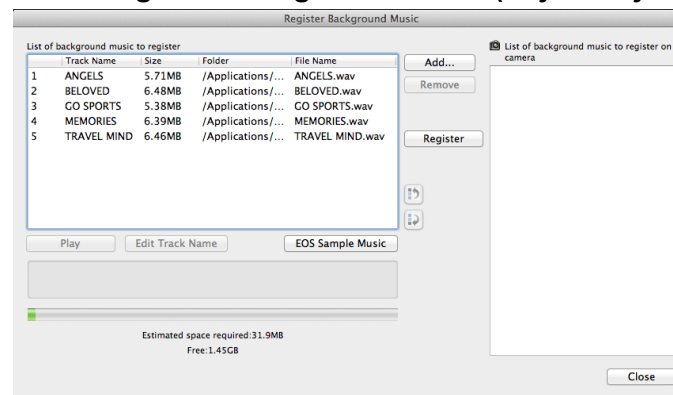 Register Background Music
List of background music to register
Track Name Size Folder File Name
1 ANGELS 5.71MB /Applications/... ANGELS.wav
2 BELOVED 6.48MB /Applications/... BELOVED.wav
3 GO SPORTS 5.38MB /Applications/... GO SPORTS.wav
4 MEMORIES 6.39MB /Applications/... MEMORIES.wav
5 TRAVEL MIND 6.46MB /Applications/... TRAVEL MIND.wav
Add...
Remove
Register
Play
Edit Track Name
EOS Sample Music
Estimated space required:31.9MB
Free:1.45GB
List of background music to register on
camera
Close